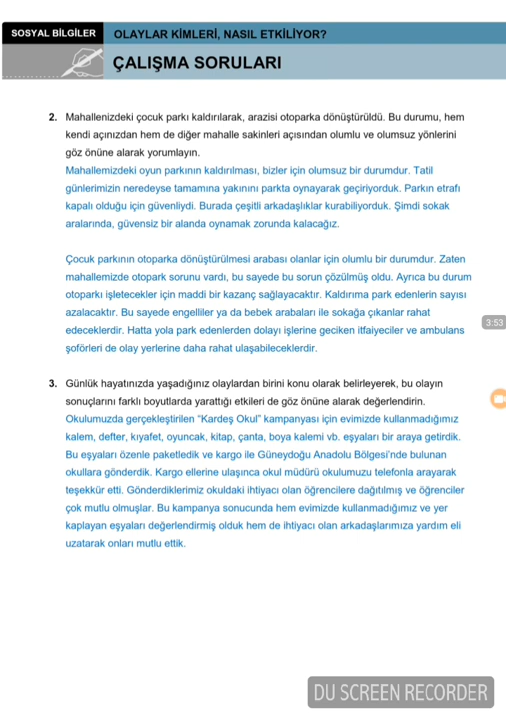 SOSYAL BİLGİLER
OLAYLAR KİMLERİ, NASIL ETKİLİYOR?
ÇALIŞMA SORULARI
2. Mahallenizdeki çocuk parkı kaldırılarak, arazisi otoparka dönüştürüldü. Bu durumu, hem
kendi açınızdan hem de diğer mahalle sakinleri açısından olumlu ve olumsuz yönlerini
göz önüne alarak yorumlayın.
Mahallemizdeki oyun parkının kaldırılması, bizler için olumsuz bir durumdur. Tatil
günlerimizin neredeyse tamamına yakınını parkta oynayarak geçiriyorduk. Parkın etrafı
kapalı olduğu için güvenliydi. Burada çeşitli arkadaşlıklar kurabiliyorduk. Şimdi sokak
aralarında, güvensiz bir alanda oynamak zorunda kalacağız.
Çocuk parkının otoparka dönüştürülmesi arabası olanlar için olumlu bir durumdur. Zaten
mahallemizde otopark sorunu vardı, bu sayede bu sorun çözülmüş oldu. Ayrıca bu durum
otoparkı işletecekler için maddi bir kazanç sağlayacaktır. Kaldırıma park edenlerin sayısı
azalacaktır. Bu sayede engelliler ya da bebek arabaları ile sokağa çıkanlar rahat
edeceklerdir. Hatta yola park edenlerden dolayı işlerine geciken itfaiyeciler ve ambulans
şoförleri de olay yerlerine daha rahat ulaşabileceklerdir.
3:53
3. Günlük hayatınızda yaşadığınız olaylardan birini konu olarak belirleyerek, bu olayın
sonuçlarını farklı boyutlarda yarattığı etkileri de göz önüne alarak değerlendirin.
Okulumuzda gerçekleştirilen “Kardeş Okul” kampanyası için evimizde kullanmadığımız
kalem, defter, kıyafet, oyuncak, kitap, çanta, boya kalemi vb. eşyaları bir araya getirdik.
Bu eşyaları özenle paketledik ve kargo ile Güneydoğu Anadolu Bölgesi’nde bulunan
okullara gönderdik. Kargo ellerine ulaşınca okul müdürü okulumuzu telefonla arayarak
teşekkür etti. Gönderdiklerimiz okuldaki ihtiyacı olan öğrencilere dağıtılmış ve öğrenciler
çok mutlu olmuşlar. Bu kampanya sonucunda hem evimizde kullanmadığımız ve yer
kaplayan eşyaları değerlendirmiş olduk hem de ihtiyacı olan arkadaşlarımıza yardım eli
uzatarak onları mutlu ettik.
DU SCREEN RECORDER